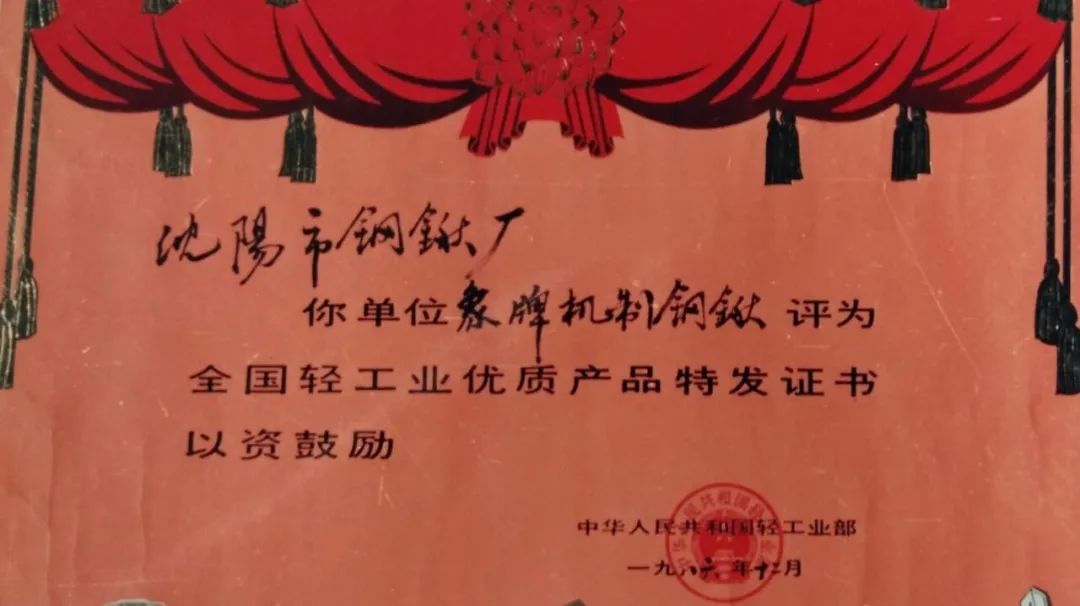 沈陽市钢鍬厂
你单位象牌机制钢鍬评为
全国轻工业优质产品特发证书
以资鼓励
中华人民共和国轻工业部
一九八六年十二月